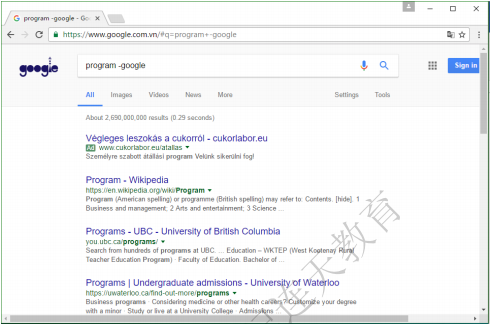 program -google - Goo
https://www.google.com.vn/#q=program+-google
google
program -google
Sign in
All Images Videos News More Settings Tools
About 2,690,000,000 results (0.29 seconds)
Végleges leszokás a cukorról - cukorlabor.eu
Ad www.cukorlabor.eu/atallas
Személyre szabott átállási program Velünk sikerülni fog!
Program - Wikipedia
https://en.wikipedia.org/wiki/Program
Program (American spelling) or programme (British spelling) may refer to: Contents. [hide]. 1
Business and management; 2 Arts and entertainment; 3 Science ...
Programs - UBC - University of British Columbia
you.ubc.ca/programs/
Search from hundreds of programs at UBC. ... Education – WKTEP (West Kootenay Rural
Teacher Education Program) · Faculty of Education. Bachelor of ...
Programs | Undergraduate admissions - University of Waterloo
https://uwaterloo.ca/find-out-more/programs
Business programs · Considering medicine or other health careers? Customize your degree
with a minor · Study or live at a University College · Admissions
连天教育